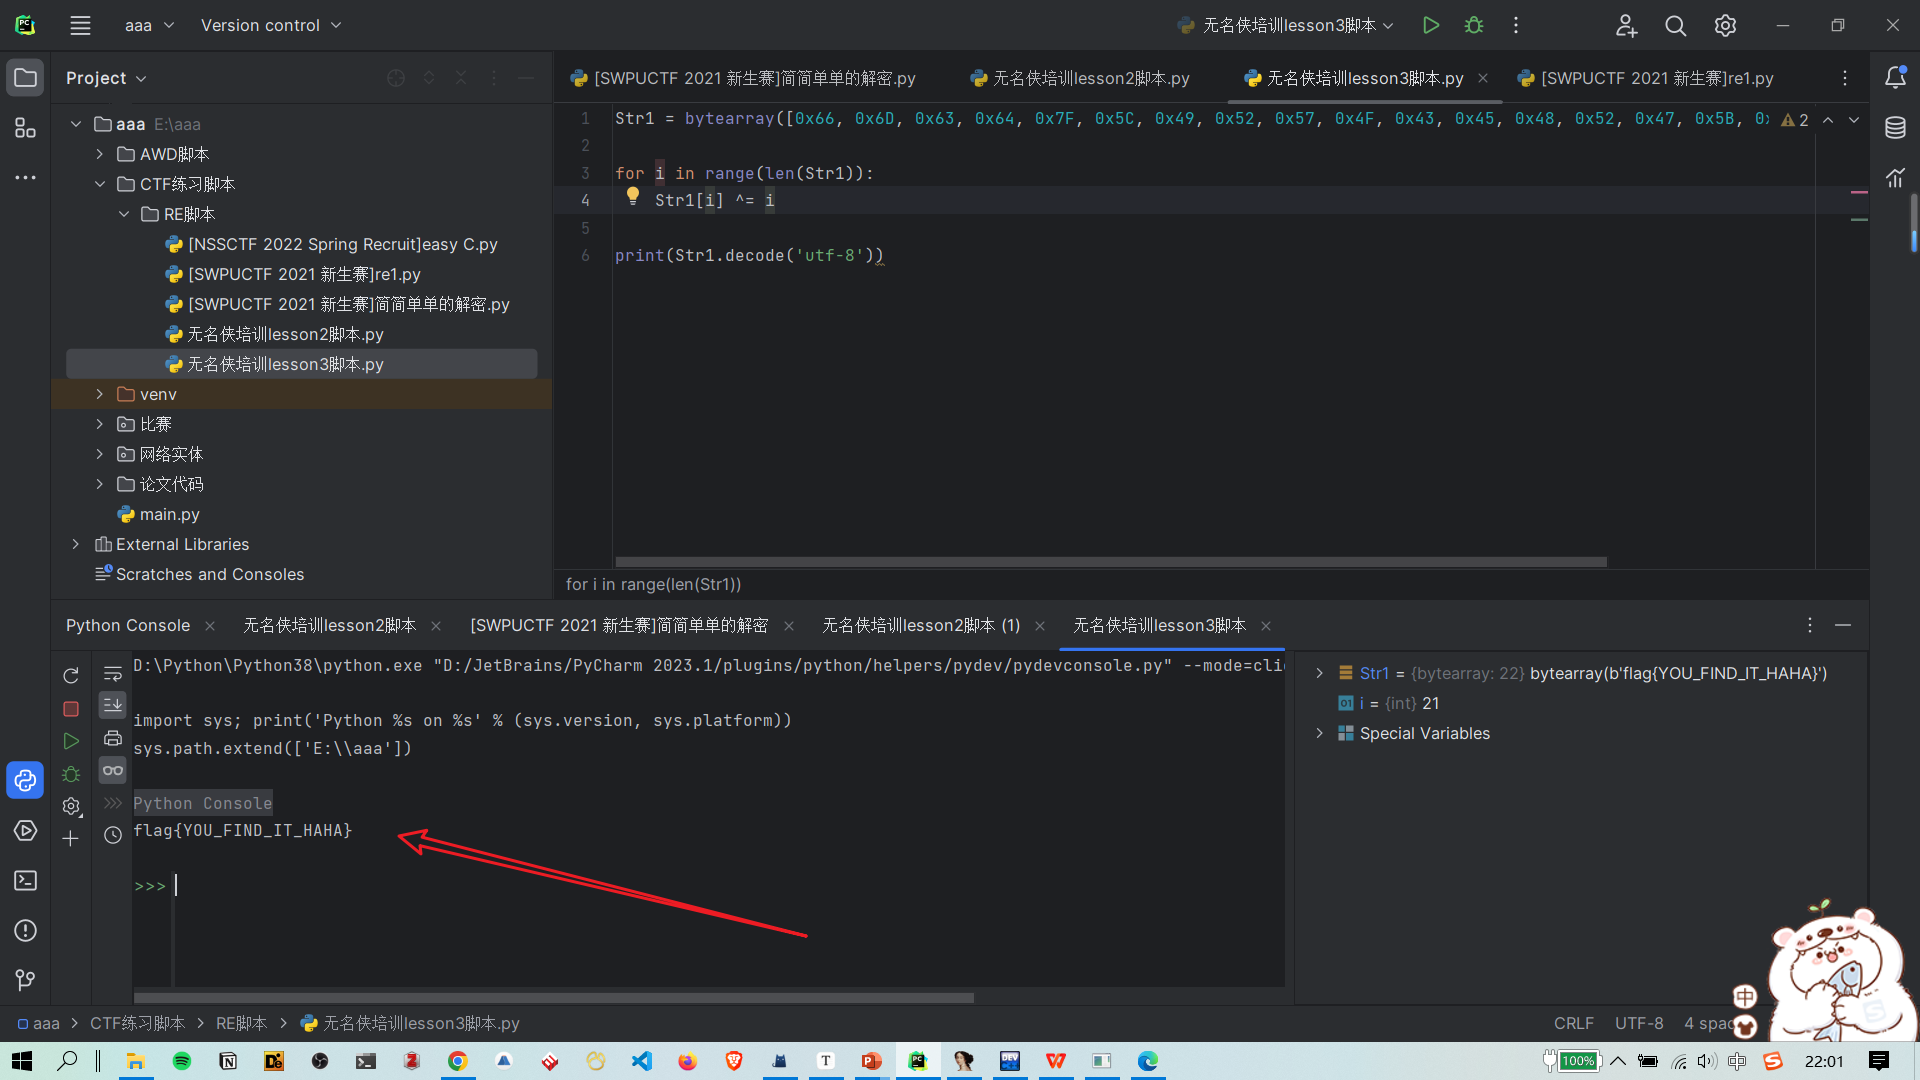 aaa
Version control
无名侠培训lesson3脚本
Project
[SWPUCTF 2021 新生赛]简简单单的解密.py
无名侠培训lesson2脚本.py
无名侠培训lesson3脚本.py
[SWPUCTF 2021 新生赛]re1.py
aaa E:\aaa
AWD脚本
CTF练习脚本
RE脚本
[NSSCTF 2022 Spring Recruit]easy C.py
[SWPUCTF 2021 新生赛]re1.py
[SWPUCTF 2021 新生赛]简简单单的解密.py
无名侠培训lesson2脚本.py
无名侠培训lesson3脚本.py
venv
比赛
网络实体
论文代码
main.py
External Libraries
Scratches and Consoles
1 Str1 = bytearray([0x66, 0x6D, 0x63, 0x64, 0x7F, 0x5C, 0x49, 0x52, 0x57, 0x4F, 0x43, 0x45, 0x48, 0x52, 0x47, 0x5B, 0x
2
2
3 for i in range(len(Str1)):
4 Str1[i] ^= i
5
6 print(Str1.decode('utf-8'))
for i in range(len(Str1))
Python Console
无名侠培训lesson2脚本
[SWPUCTF 2021 新生赛]简简单单的解密
无名侠培训lesson2脚本 (1)
无名侠培训lesson3脚本
D:\Python\Python38\python.exe "D:/JetBrains/PyCharm 2023.1/plugins/python/helpers/pydev/pydevconsole.py" --mode=clie
import sys; print('Python %s on %s' % (sys.version, sys.platform))
sys.path.extend(['E:\\aaa'])
Python Console
flag{YOU_FIND_IT_HAHA}
>>>
Str1 = {bytearray: 22} bytearray(b'flag{YOU_FIND_IT_HAHA}')
01 i = {int} 21
Special Variables
中
aaa > CTF练习脚本 > RE脚本 > 无名侠培训lesson3脚本.py
CRLF
UTF-8
4 spac
100%
中
22:01